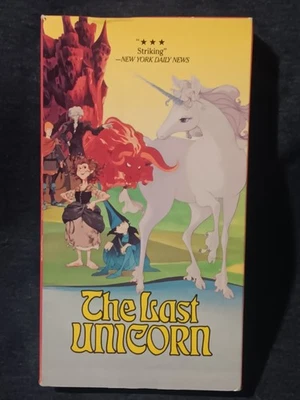 "★★★
Striking"
—NEW YORK DAILY NEWS
The Last
UNICORN